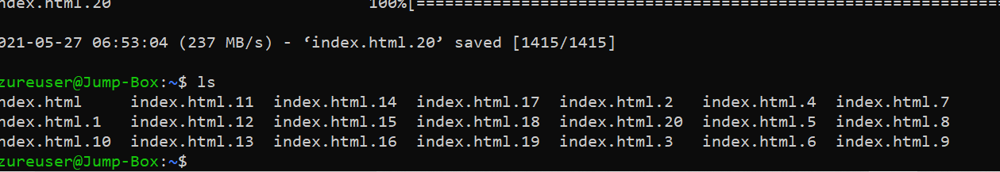 ndex.html.20 100%[==============================================================
021-05-27 06:53:04 (237 MB/s) - ‘index.html.20’ saved [1415/1415]
zureuser@Jump-Box:~$ ls
ndex.html index.html.11 index.html.14 index.html.17 index.html.2 index.html.4 index.html.7
ndex.html.1 index.html.12 index.html.15 index.html.18 index.html.20 index.html.5 index.html.8
ndex.html.10 index.html.13 index.html.16 index.html.19 index.html.3 index.html.6 index.html.9
zureuser@Jump-Box:~$